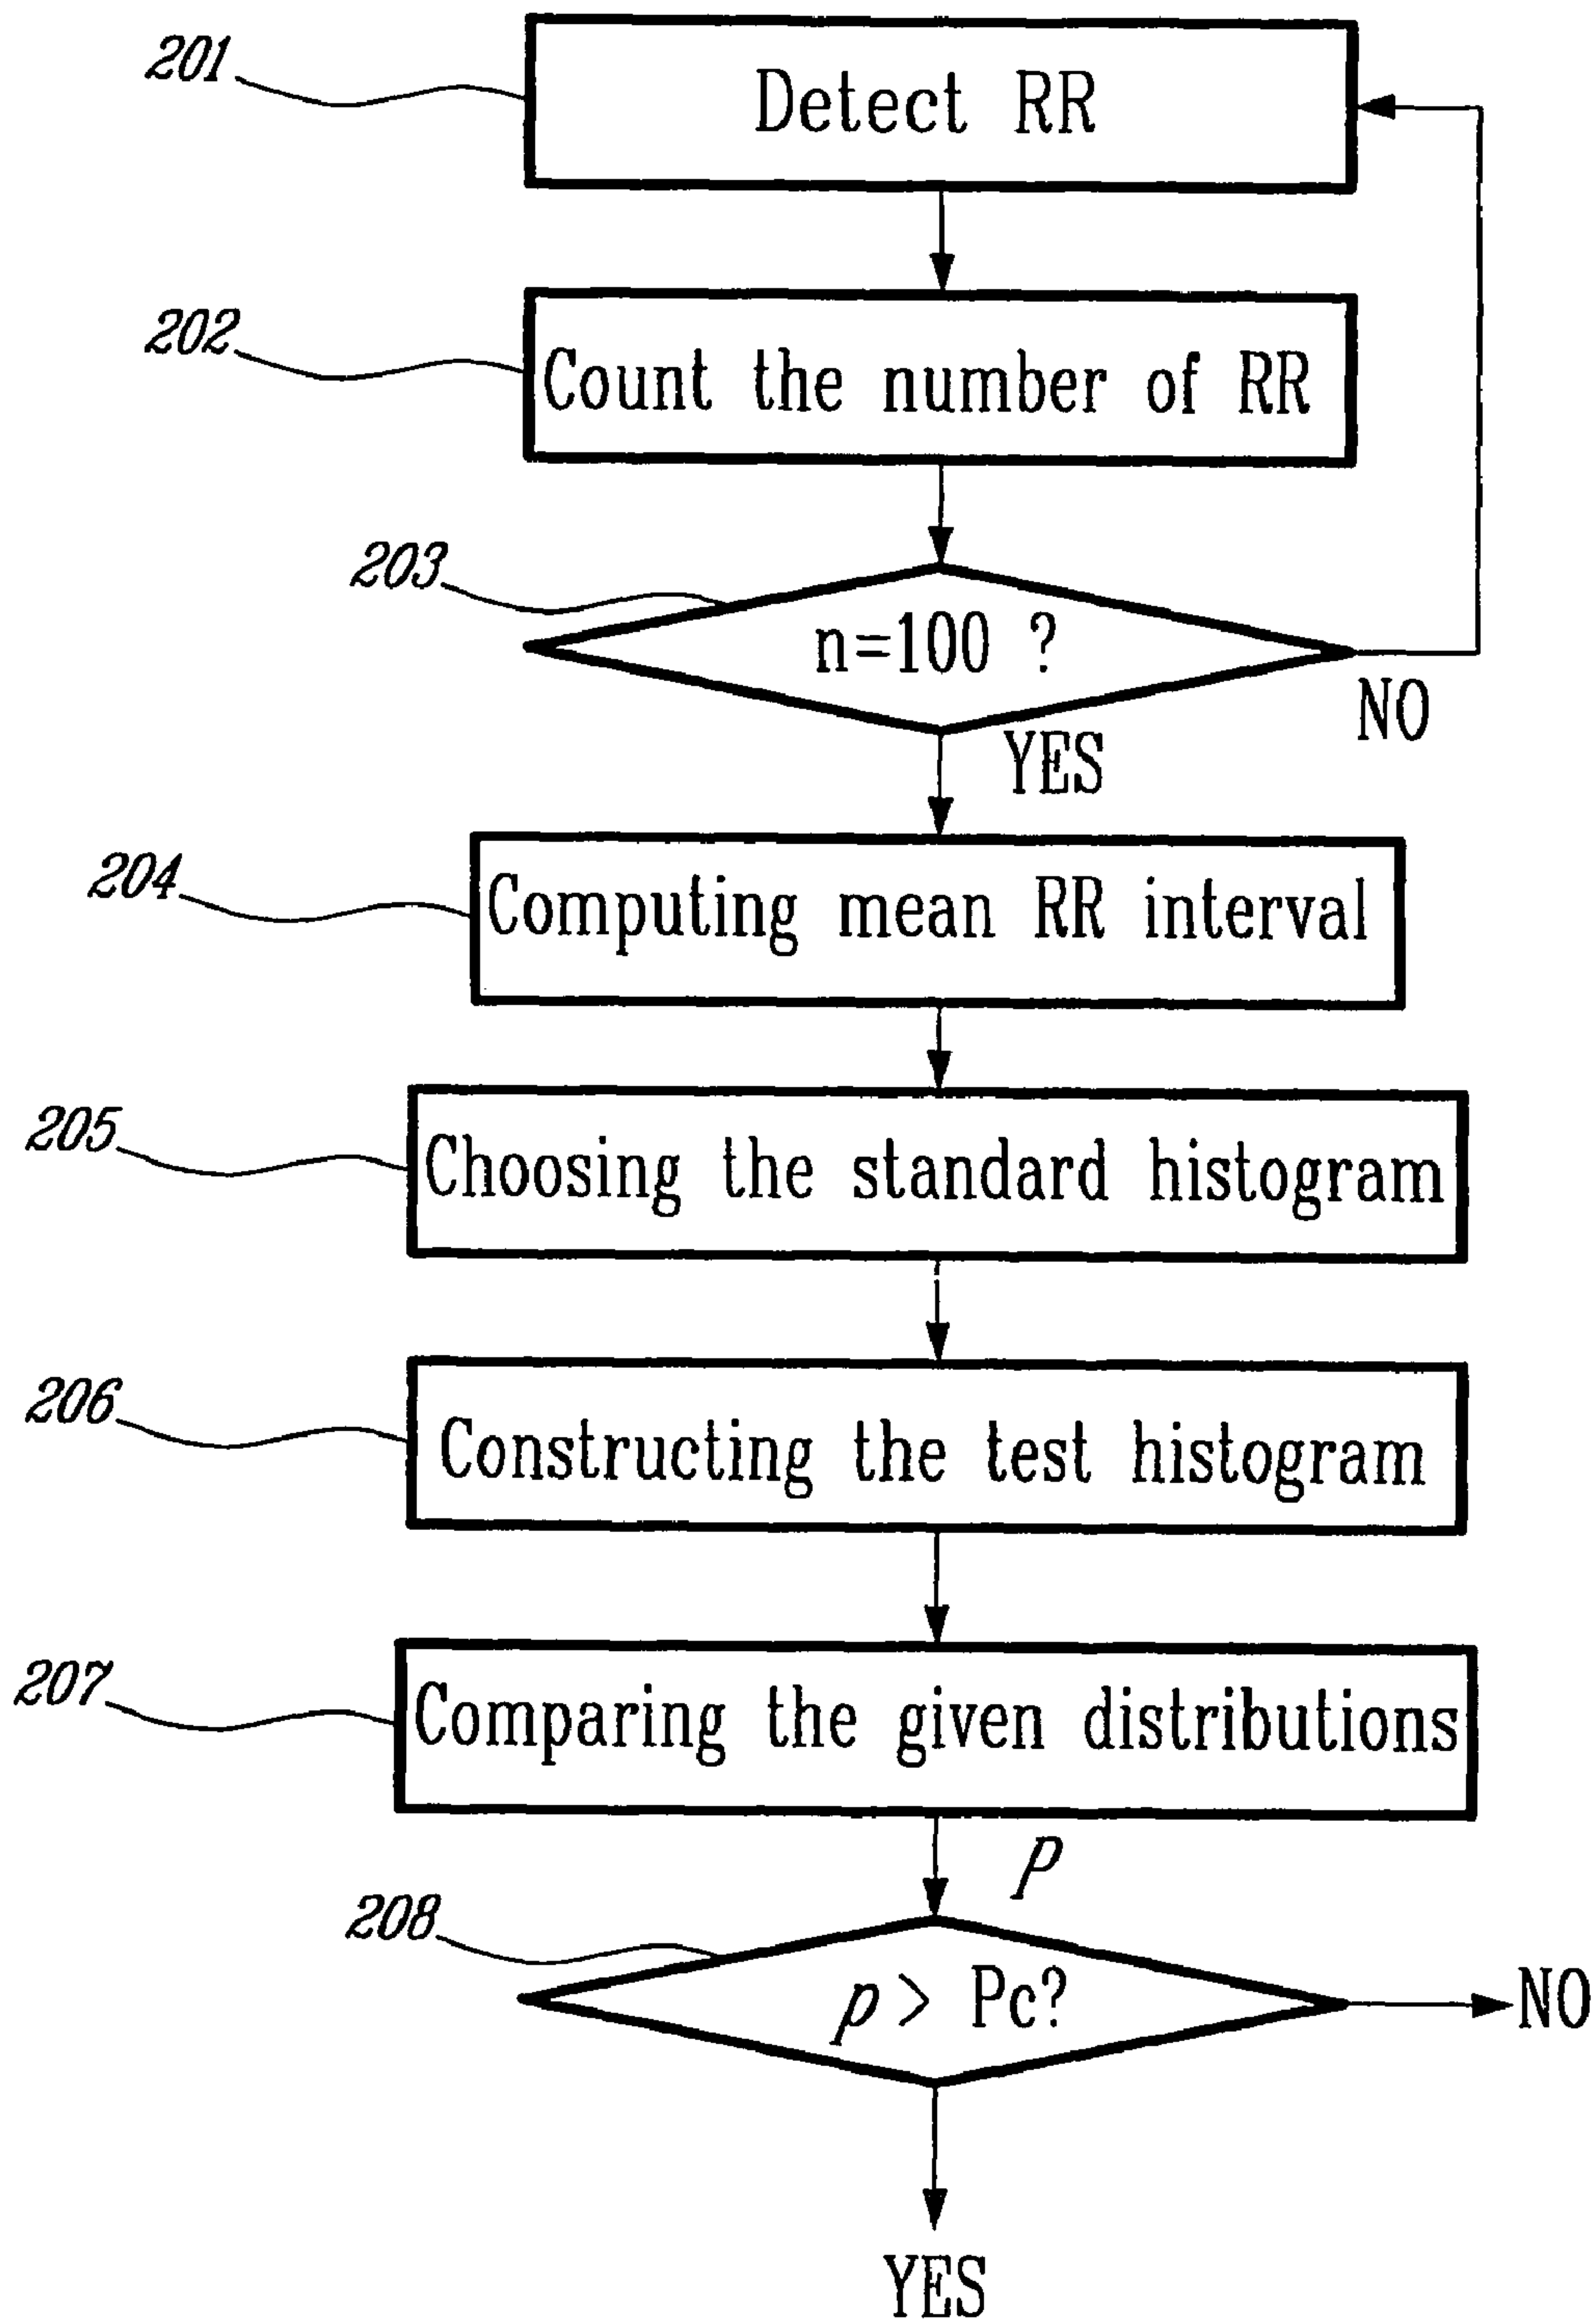 201
Detect RR
202
Count the number of RR
203
n=100 ?
NO
YES
204
Computing mean RR interval
205
Choosing the standard histogram
206
Constructing the test histogram
207
Comparing the given distributions
p
208
p > Pc?
NO
YES